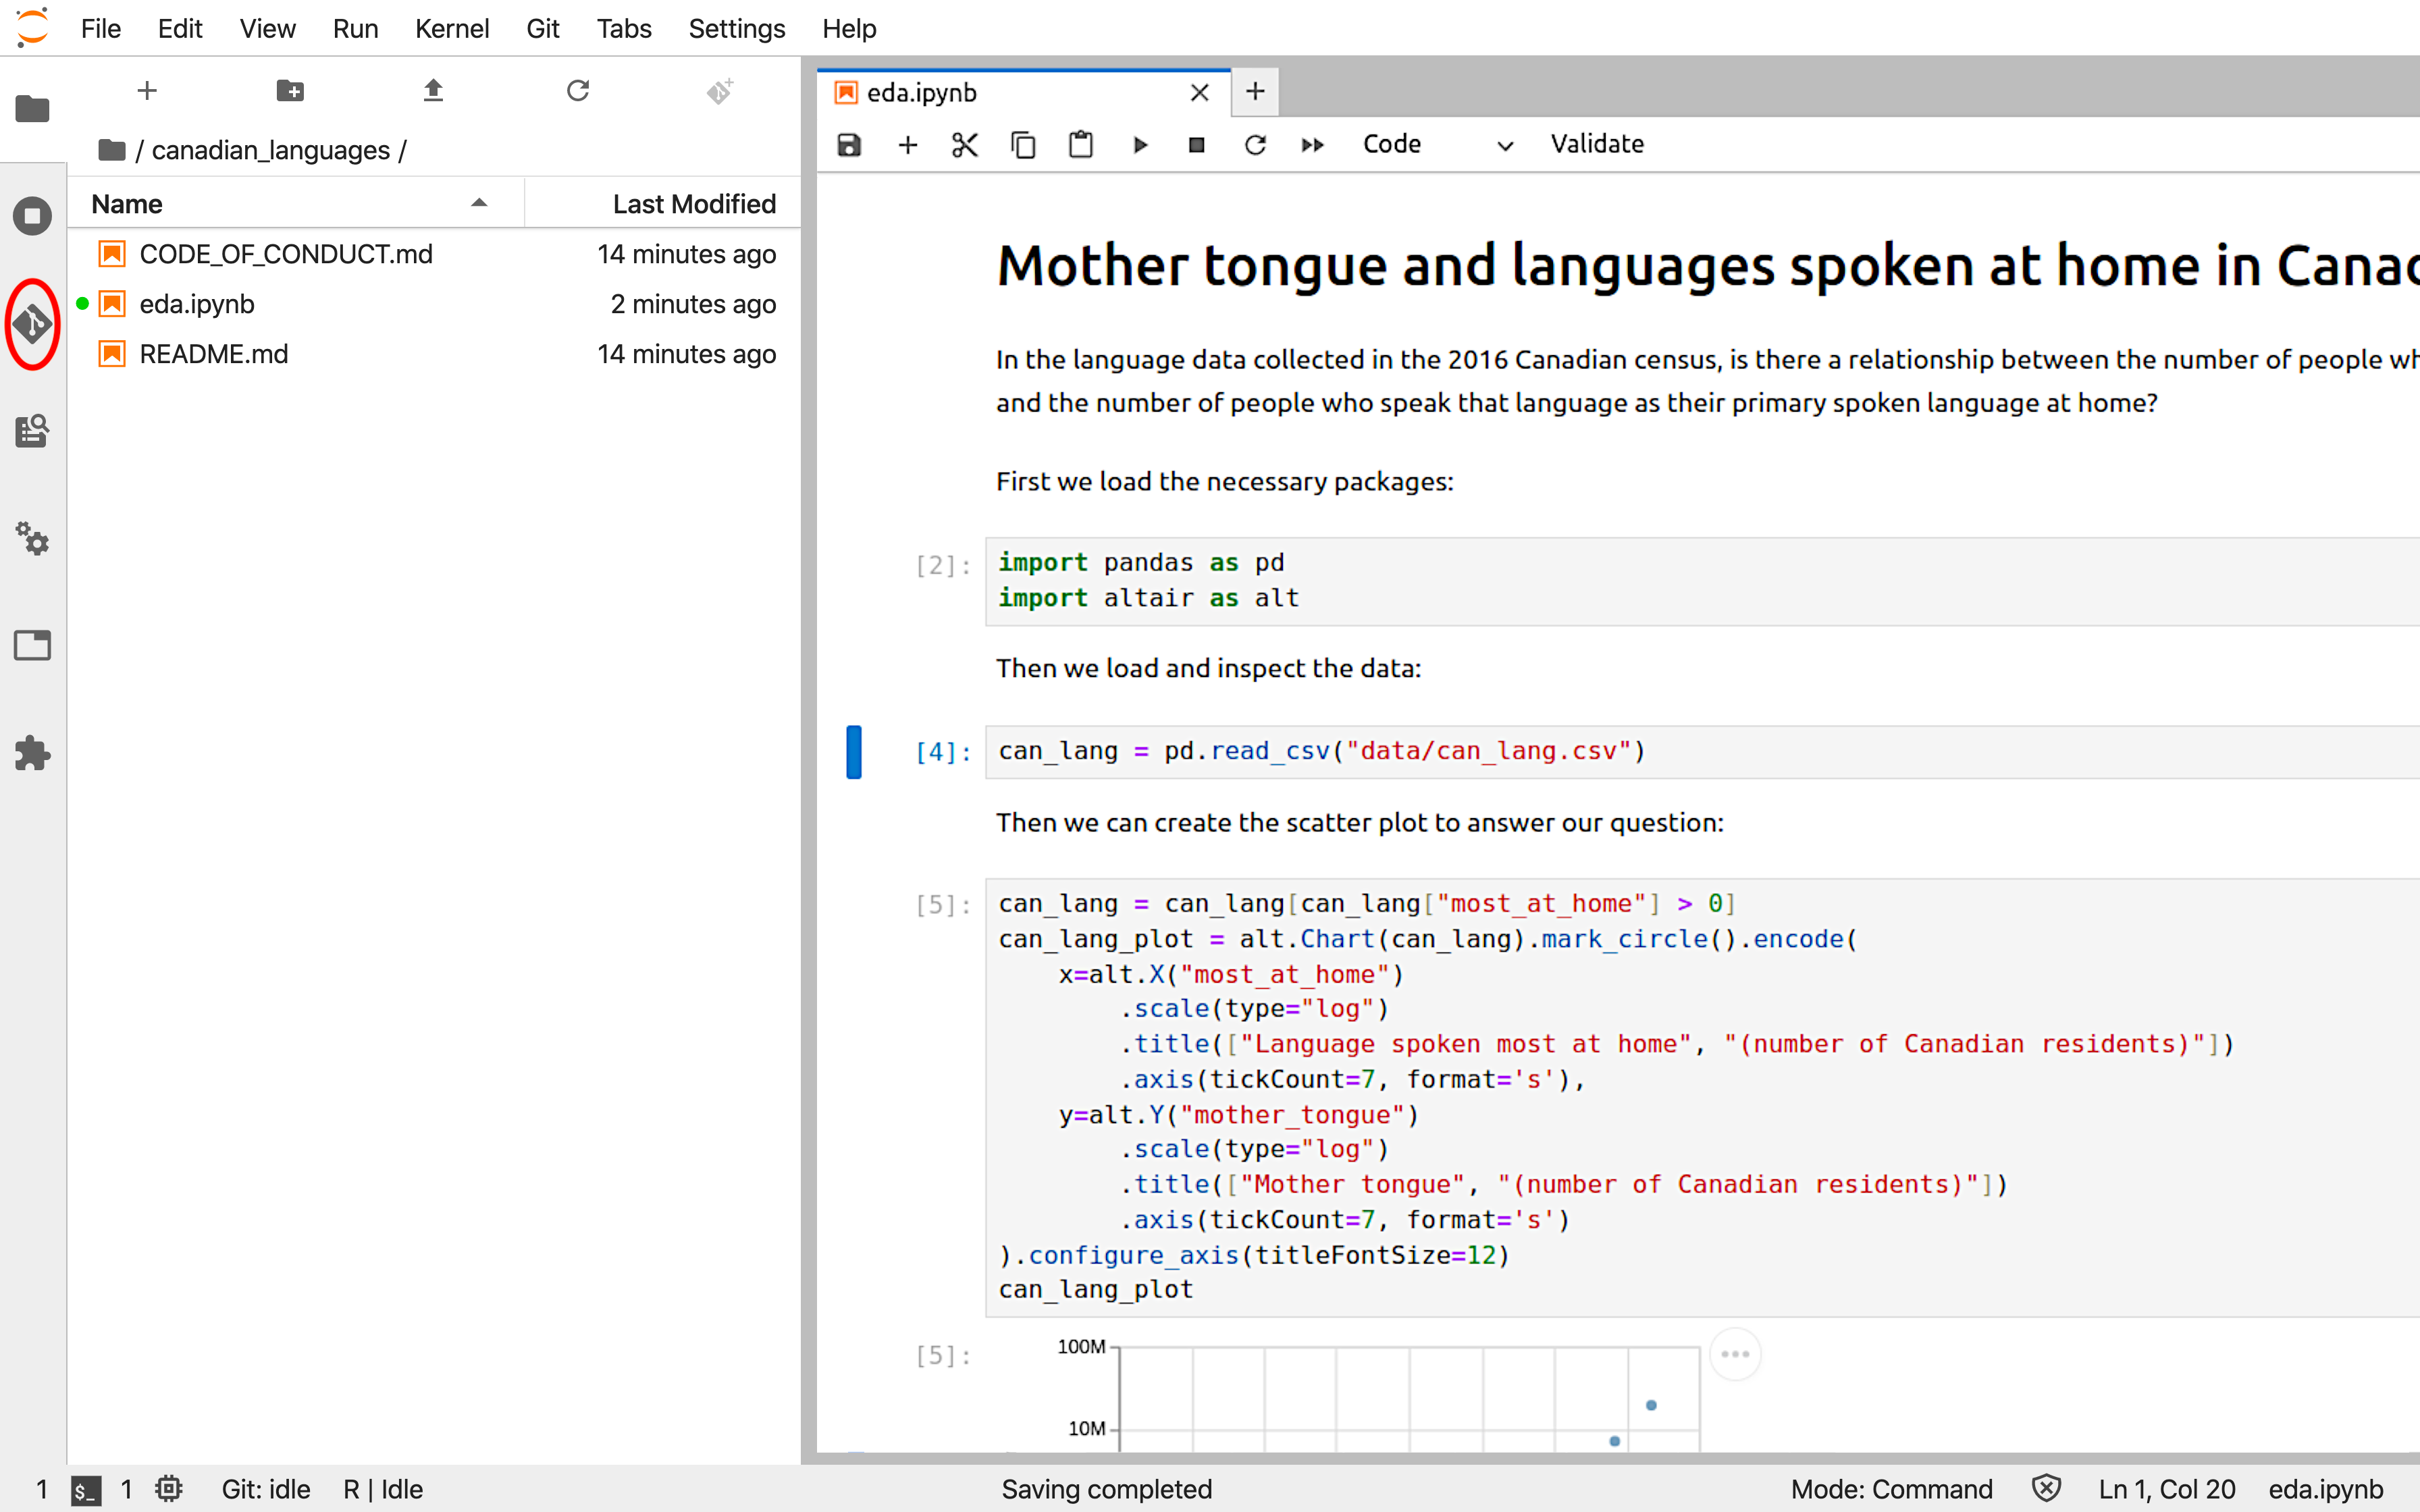 File Edit View Run Kernel Git Tabs Settings Help
/ canadian_languages /
Name Last Modified
CODE_OF_CONDUCT.md 14 minutes ago
eda.ipynb 2 minutes ago
README.md 14 minutes ago
eda.ipynb
Code Validate
Mother tongue and languages spoken at home in Canad
In the language data collected in the 2016 Canadian census, is there a relationship between the number of people wh
and the number of people who speak that language as their primary spoken language at home?
First we load the necessary packages:
[2]: import pandas as pd
import altair as alt
Then we load and inspect the data:
[4]: can_lang = pd.read_csv("data/can_lang.csv")
Then we can create the scatter plot to answer our question:
[5]: can_lang = can_lang[can_lang["most_at_home"] > 0]
can_lang_plot = alt.Chart(can_lang).mark_circle().encode(
    x=alt.X("most_at_home")
        .scale(type="log")
        .title(["Language spoken most at home", "(number of Canadian residents)"])
        .axis(tickCount=7, format='s'),
    y=alt.Y("mother_tongue")
        .scale(type="log")
        .title(["Mother tongue", "(number of Canadian residents)"])
        .axis(tickCount=7, format='s')
).configure_axis(titleFontSize=12)
can_lang_plot
[5]: 100M
10M
1 $_ 1 Git: idle R | Idle Saving completed Mode: Command Ln 1, Col 20 eda.ipynb